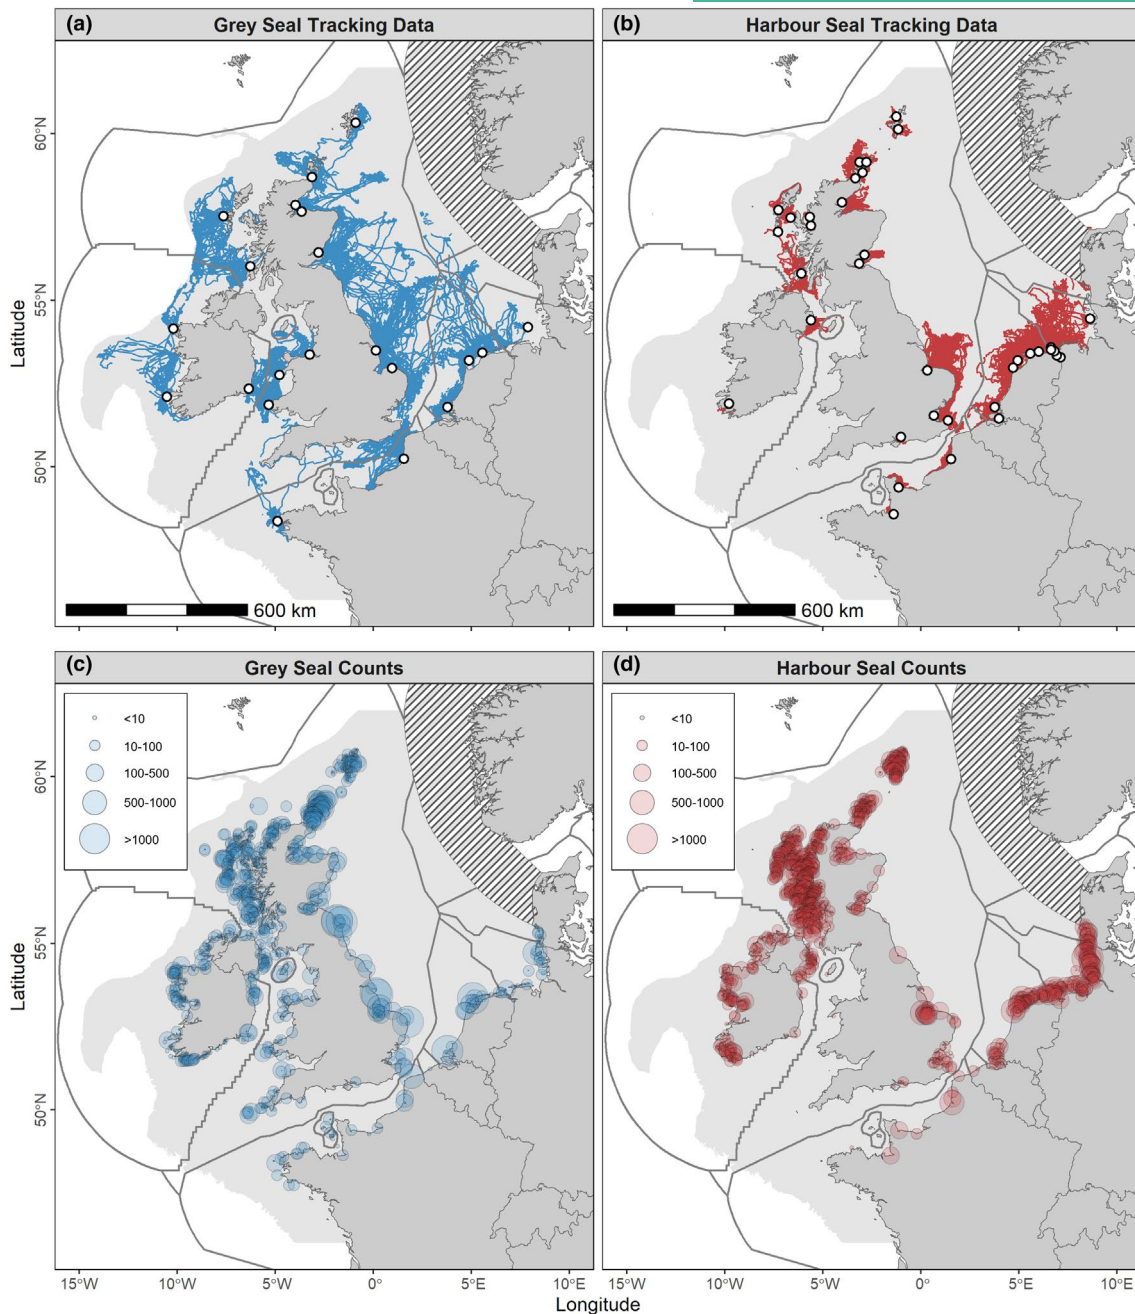 (a) Grey Seal Tracking Data
(b) Harbour Seal Tracking Data
60°N
55°N
50°N
Latitude
600 km
600 km
(c) Grey Seal Counts
(d) Harbour Seal Counts
<10
10-100
100-500
500-1000
>1000
<10
10-100
100-500
500-1000
>1000
60°N
55°N
50°N
Latitude
15°W 10°W 5°W 0° 5°E 10°E
15°W 10°W 5°W 0° 5°E 10°E
Longitude